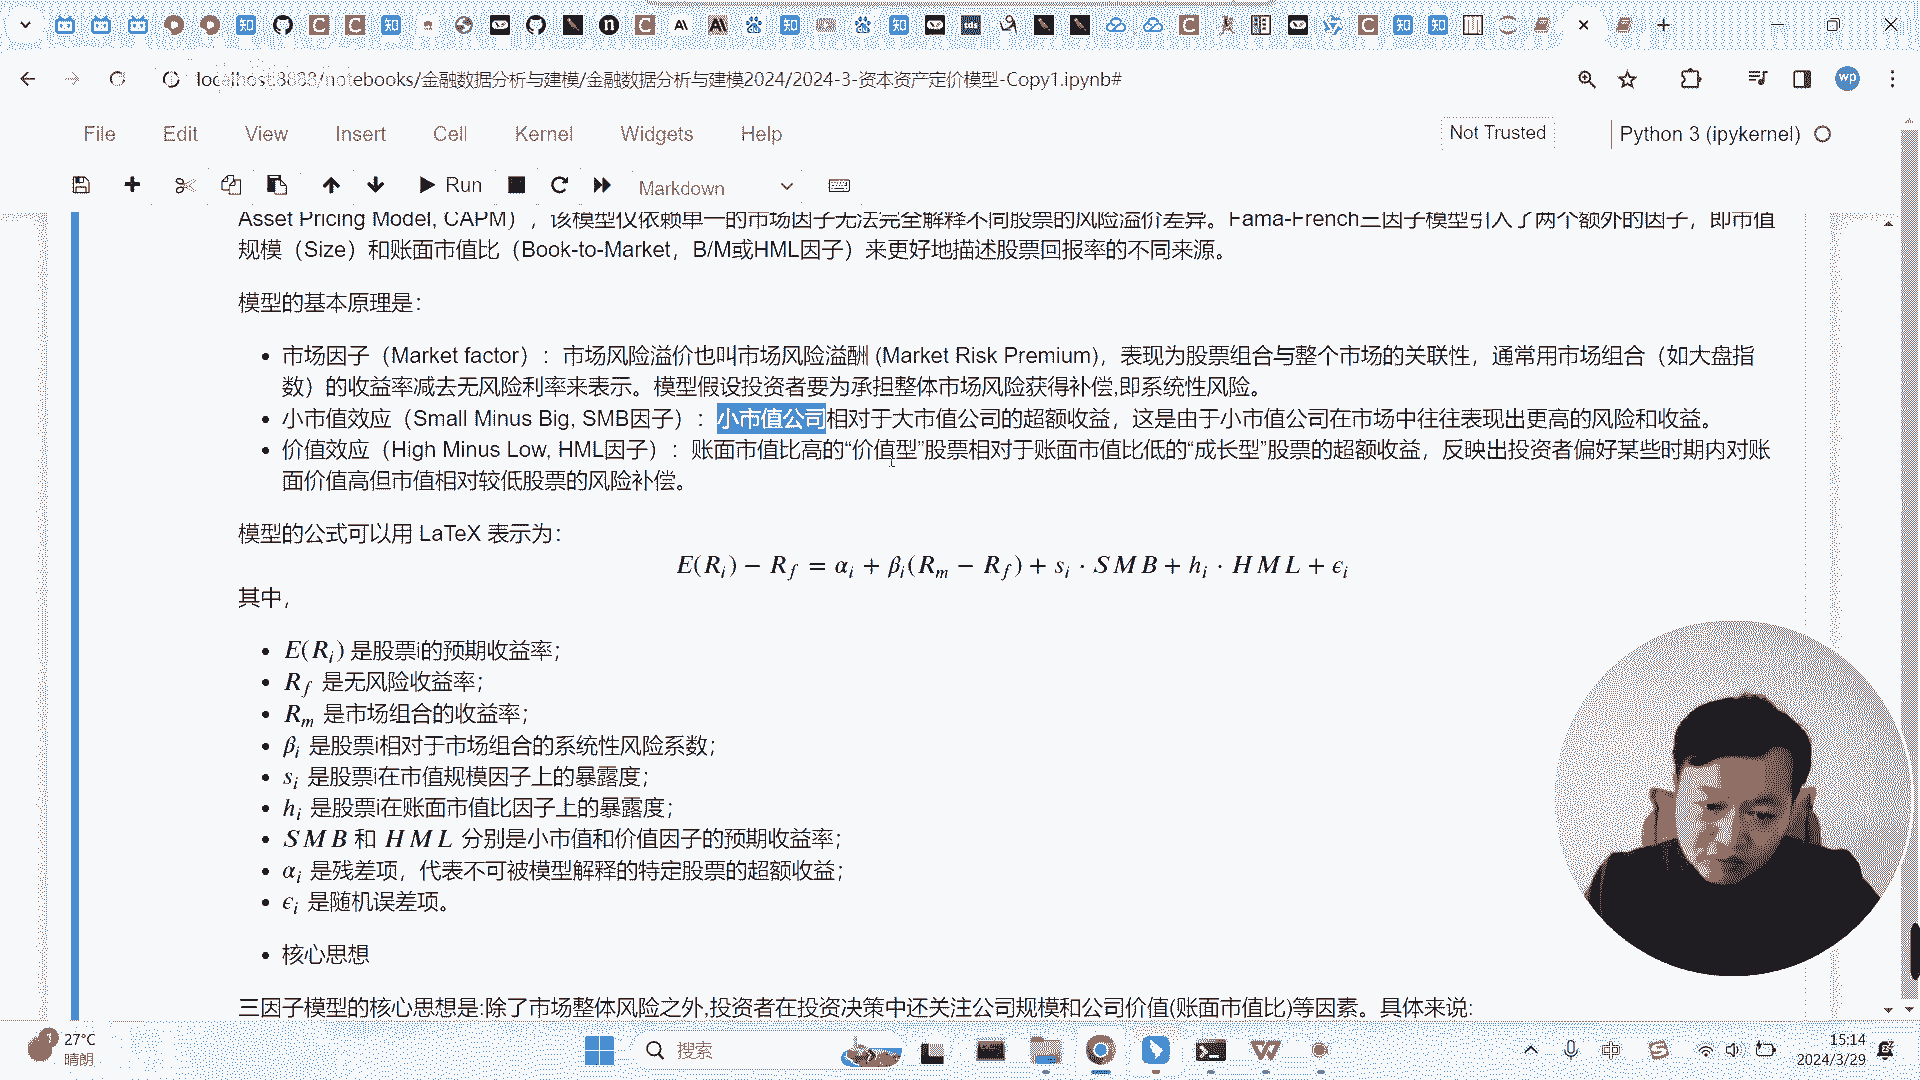 localhost:8888/notebooks/金融数据分析与建模/金融数据分析与建模2024/2024-3-资本资产定价模型-Copy1.ipynb#
wp
File Edit View Insert Cell Kernel Widgets Help
Not Trusted
Python 3 (ipykernel)
Run
Markdown
Asset Pricing Model, CAPM），该模型仅依赖单一的市场因子无法完全解释不同股票的风险溢价差异。Fama-French三因子模型引入了两个额外的因子，即市值
规模（Size）和账面市值比（Book-to-Market，B/M或HML因子）来更好地描述股票回报率的不同来源。
模型的基本原理是：
• 市场因子（Market factor）：市场风险溢价也叫市场风险溢酬 (Market Risk Premium)，表现为股票组合与整个市场的关联性，通常用市场组合（如大盘指
数）的收益率减去无风险利率来表示。模型假设投资者要为承担整体市场风险获得补偿,即系统性风险。
• 小市值效应（Small Minus Big, SMB因子）：小市值公司相对于大市值公司的超额收益，这是由于小市值公司在市场中往往表现出更高的风险和收益。
• 价值效应（High Minus Low, HML因子）：账面市值比高的“价值型”股票相对于账面市值比低的“成长型”股票的超额收益，反映出投资者偏好某些时期内对账
面价值高但市值相对较低股票的风险补偿。
模型的公式可以用 LaTeX 表示为：
E(R_i) − R_f = α_i + β_i(R_m − R_f) + s_i · SMB + h_i · HML + ϵ_i
其中，
• E(R_i) 是股票i的预期收益率；
• R_f 是无风险收益率；
• R_m 是市场组合的收益率；
• β_i 是股票i相对于市场组合的系统性风险系数；
• s_i 是股票i在市值规模因子上的暴露度；
• h_i 是股票i在账面市值比因子上的暴露度；
• SMB 和 HML 分别是小市值和价值因子的预期收益率；
• α_i 是残差项，代表不可被模型解释的特定股票的超额收益；
• ϵ_i 是随机误差项。
• 核心思想
三因子模型的核心思想是:除了市场整体风险之外,投资者在投资决策中还关注公司规模和公司价值(账面市值比)等因素。具体来说:
27°C
晴朗
搜索
中
15:14
2024/3/29